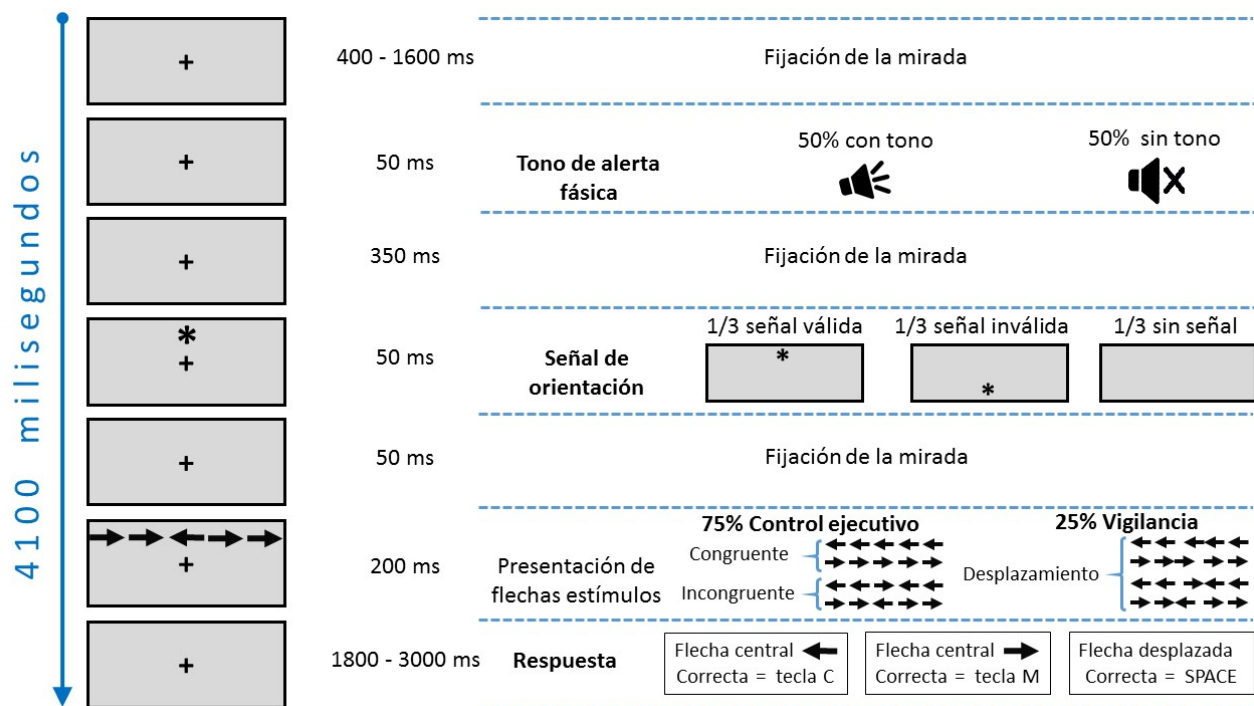 4100 milisegundos
400 - 1600 ms
Fijación de la mirada
50 ms
Tono de alerta
fásica
50% con tono
50% sin tono
350 ms
Fijación de la mirada
50 ms
Señal de
orientación
1/3 señal válida
1/3 señal inválida
1/3 sin señal
50 ms
Fijación de la mirada
200 ms
Presentación de
flechas estímulos
75% Control ejecutivo
Congruente
Incongruente
25% Vigilancia
Desplazamiento
1800 - 3000 ms
Respuesta
Flecha central
Correcta = tecla C
Flecha central
Correcta = tecla M
Flecha desplazada
Correcta = SPACE